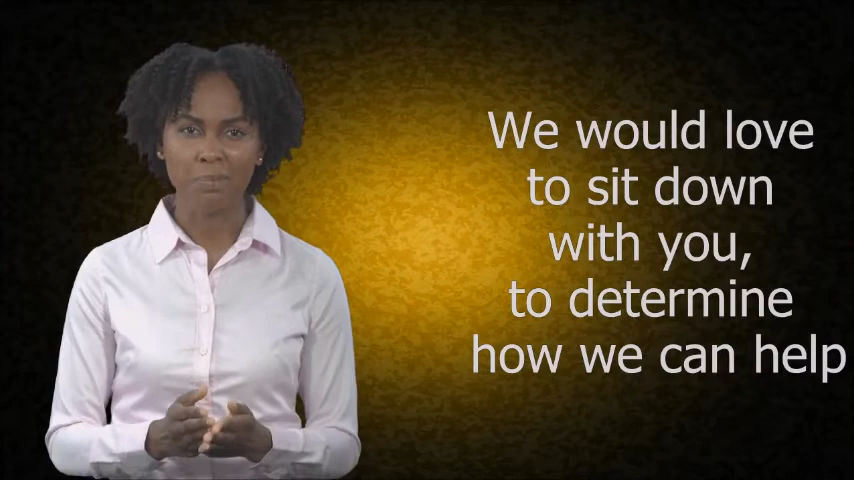 We would love
to sit down
with you,
to determine
how we can help